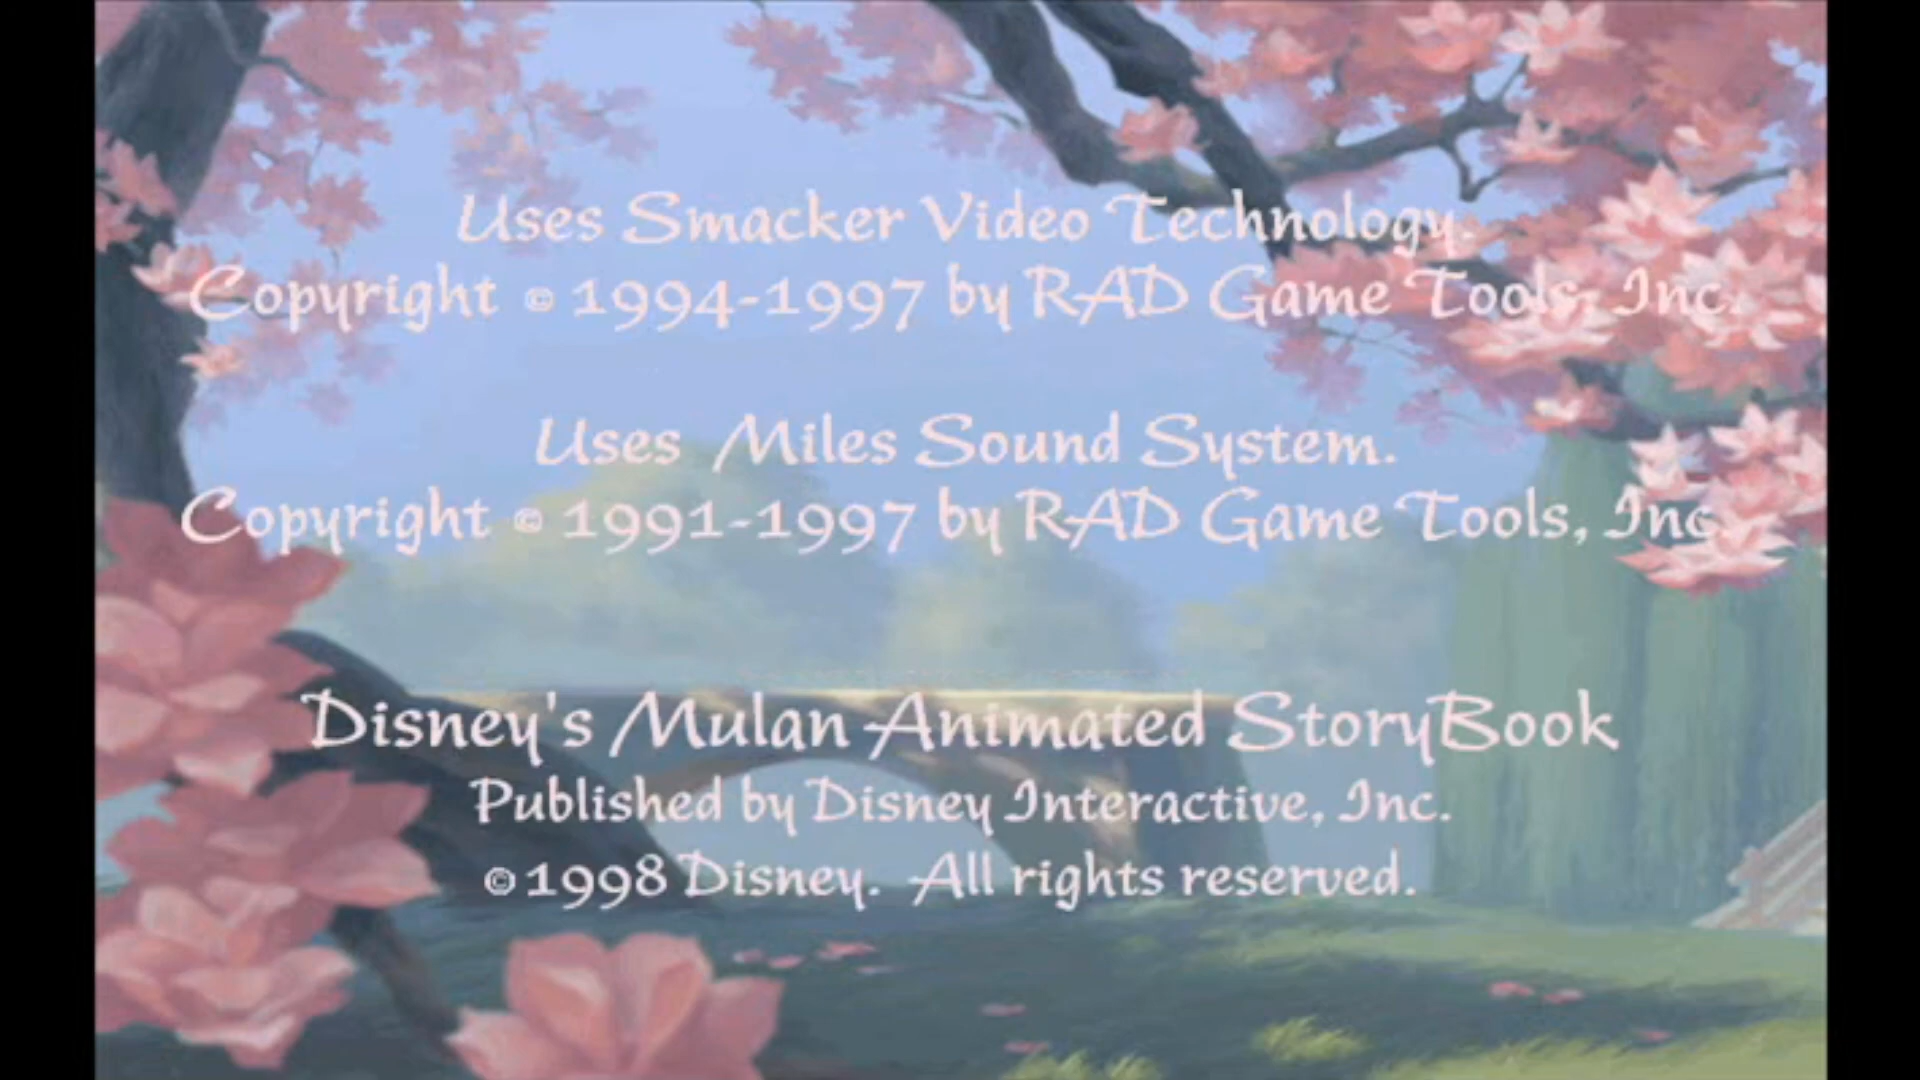 Uses Smacker Video Technology.
Copyright © 1994-1997 by RAD Game Tools, Inc.
Uses Miles Sound System.
Copyright © 1991-1997 by RAD Game Tools, Inc.
Disney's Mulan Animated StoryBook
Published by Disney Interactive, Inc.
© 1998 Disney. All rights reserved.